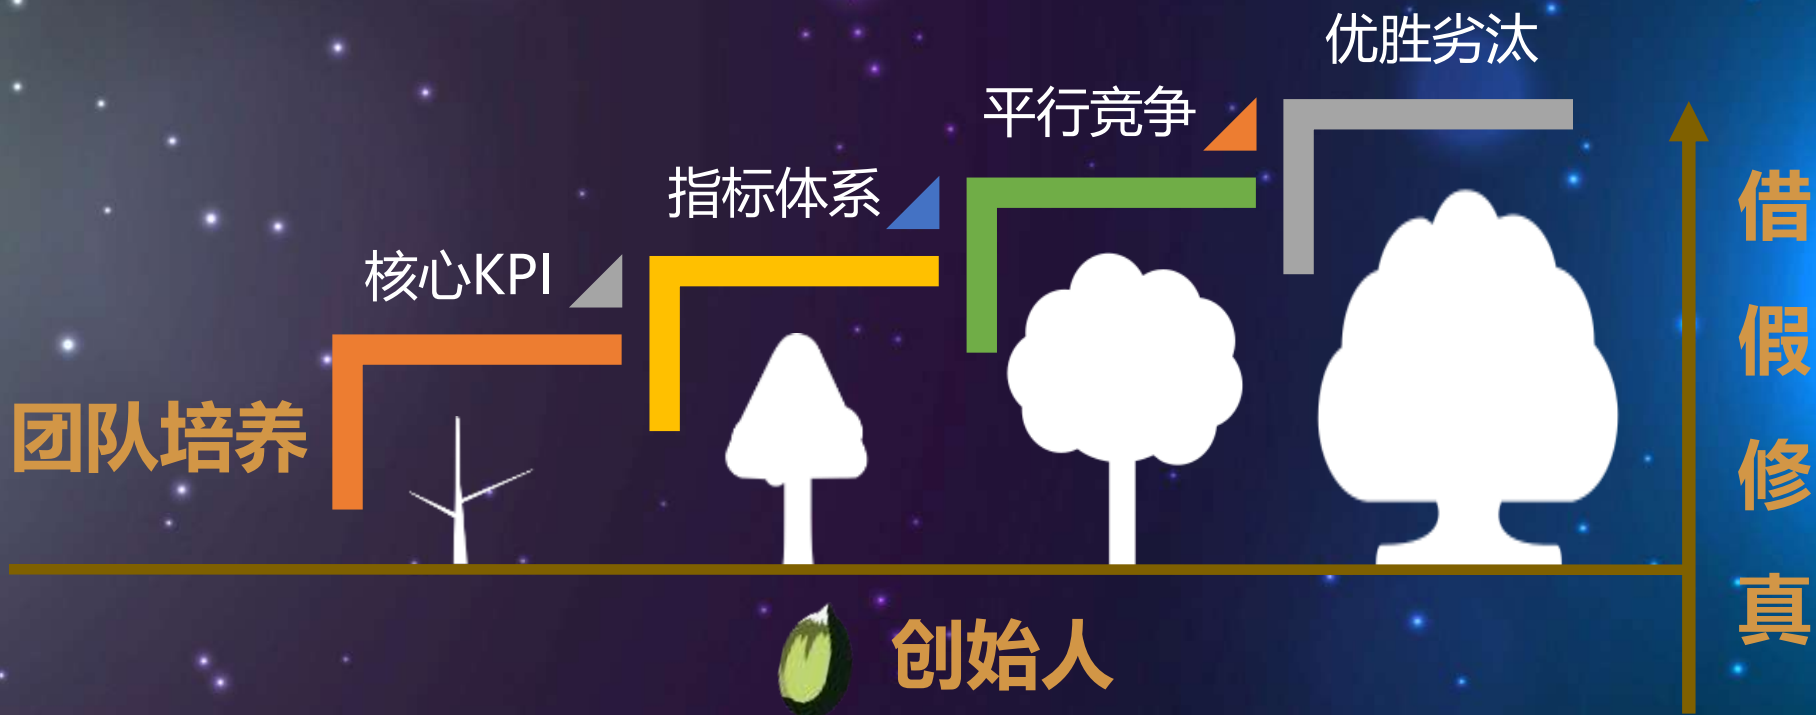 优胜劣汰
平行竞争
指标体系
核心KPI
团队培养
创始人
借
假
修
真